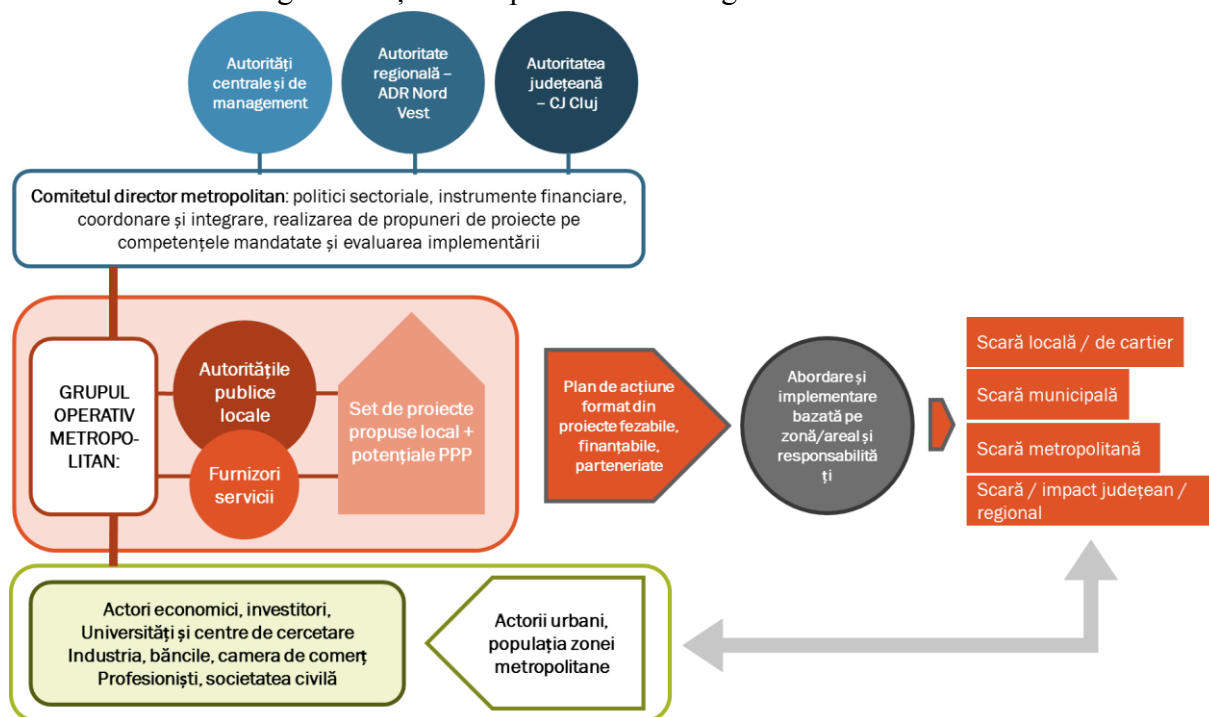 Autorități
centrale și de
management
Autoritate
regională –
ADR Nord
Vest
Autoritatea
județeană
– CJ Cluj
Comitetul director metropolitan: politici sectoriale, instrumente financiare,
coordonare și integrare, realizarea de propuneri de proiecte pe
competențele mandatate și evaluarea implementării
GRUPUL
OPERATIV
METROPO-
LITAN:
Autoritățile
publice
locale
Furnizori
servicii
Set de proiecte
propuse local +
potențiale PPP
Plan de acțiune
format din
proiecte fezabile,
finanțabile,
parteneriate
Abordare și
implementare
bazată pe
zonă/areal și
responsabilită
ți
Scară locală / de cartier
Scară municipală
Scară metropolitană
Scară / impact județean /
regional
Actori economici, investitori,
Universități și centre de cercetare
Industria, băncile, camera de comerț
Profesioniști, societatea civilă
Actorii urbani,
populația zonei
metropolitane